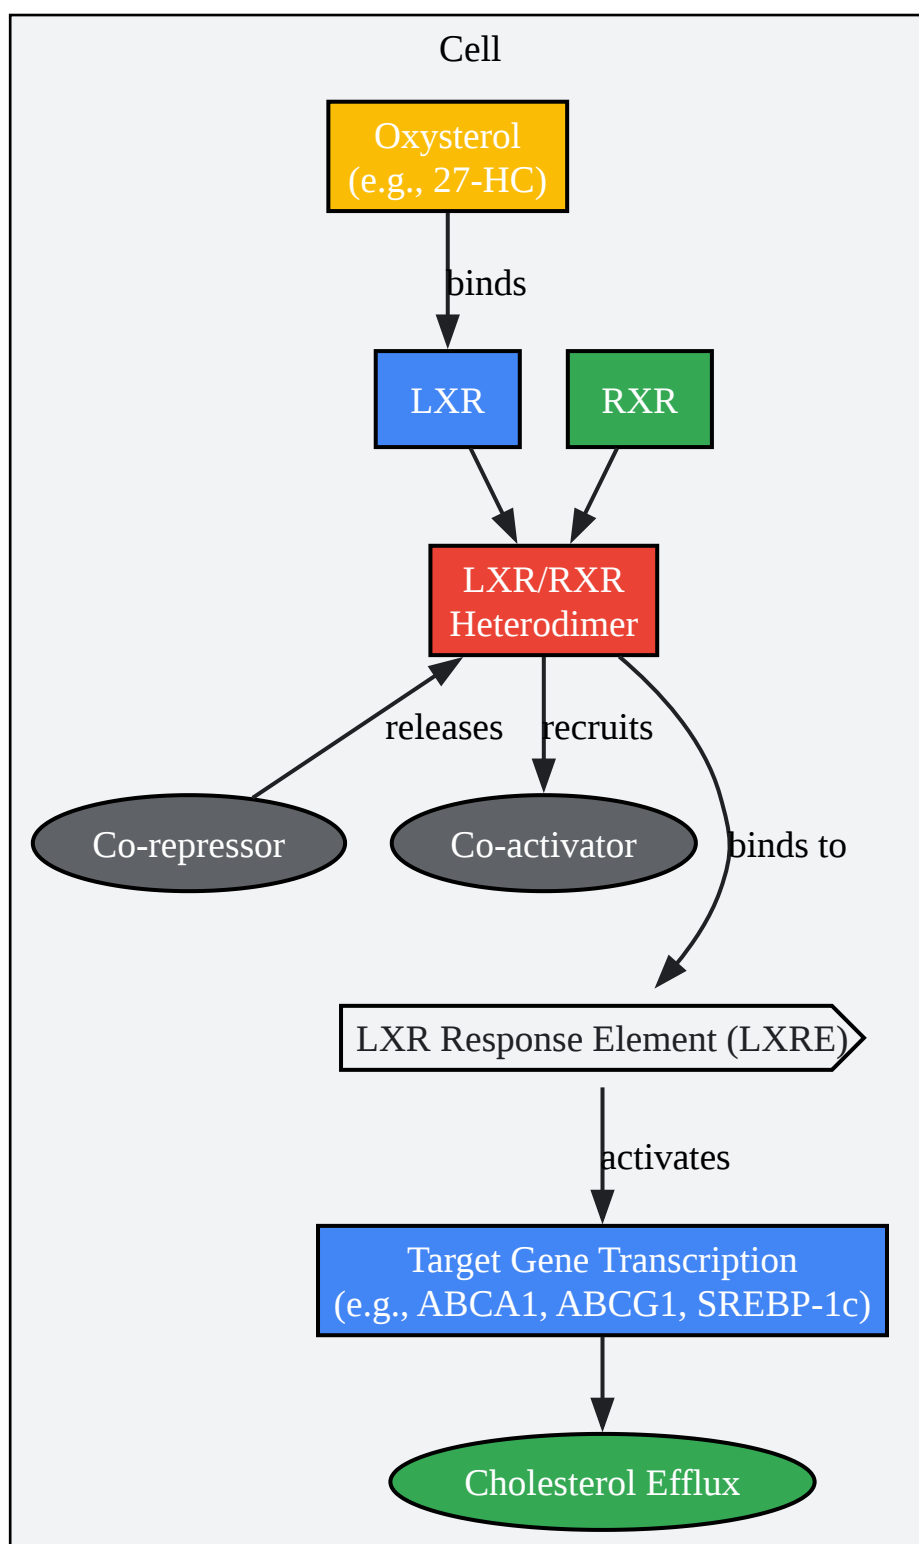 Cell
Oxysterol
(e.g., 27-HC)
binds
LXR
RXR
LXR/RXR
Heterodimer
releases
recruits
Co-repressor
Co-activator
binds to
LXR Response Element (LXRE)
activates
Target Gene Transcription
(e.g., ABCA1, ABCG1, SREBP-1c)
Cholesterol Efflux